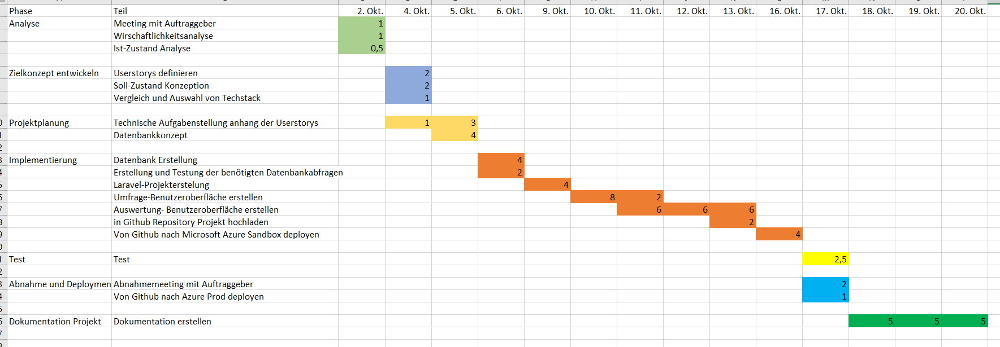 Phase Teil 2. Okt. 4. Okt. 5. Okt. 6. Okt. 9. Okt. 10. Okt. 11. Okt. 12. Okt. 13. Okt. 16. Okt. 17. Okt. 18. Okt. 19. Okt. 20. Okt.
Analyse Meeting mit Auftraggeber 1
Wirschaftlichkeitsanalyse 1
Ist-Zustand Analyse 0,5
Zielkonzept entwickeln Userstorys definieren 2
Soll-Zustand Konzeption 2
Vergleich und Auswahl von Techstack 1
Projektplanung Technische Aufgabenstellung anhang der Userstorys 1 3
Datenbankkonzept 4
Implementierung Datenbank Erstellung 4
Erstellung und Testung der benötigten Datenbankabfragen 2
Laravel-Projekterstelung 4
Umfrage-Benutzeroberfläche erstellen 8 2
Auswertung- Benutzeroberfläche erstellen 6 6 6
in Github Repository Projekt hochladen 2
Von Github nach Microsoft Azure Sandbox deployen 4
Test Test 2,5
Abnahme und Deploymen Abnahmemeeting mit Auftraggeber 2
Von Github nach Azure Prod deployen 1
Dokumentation Projekt Dokumentation erstellen 5 5 5